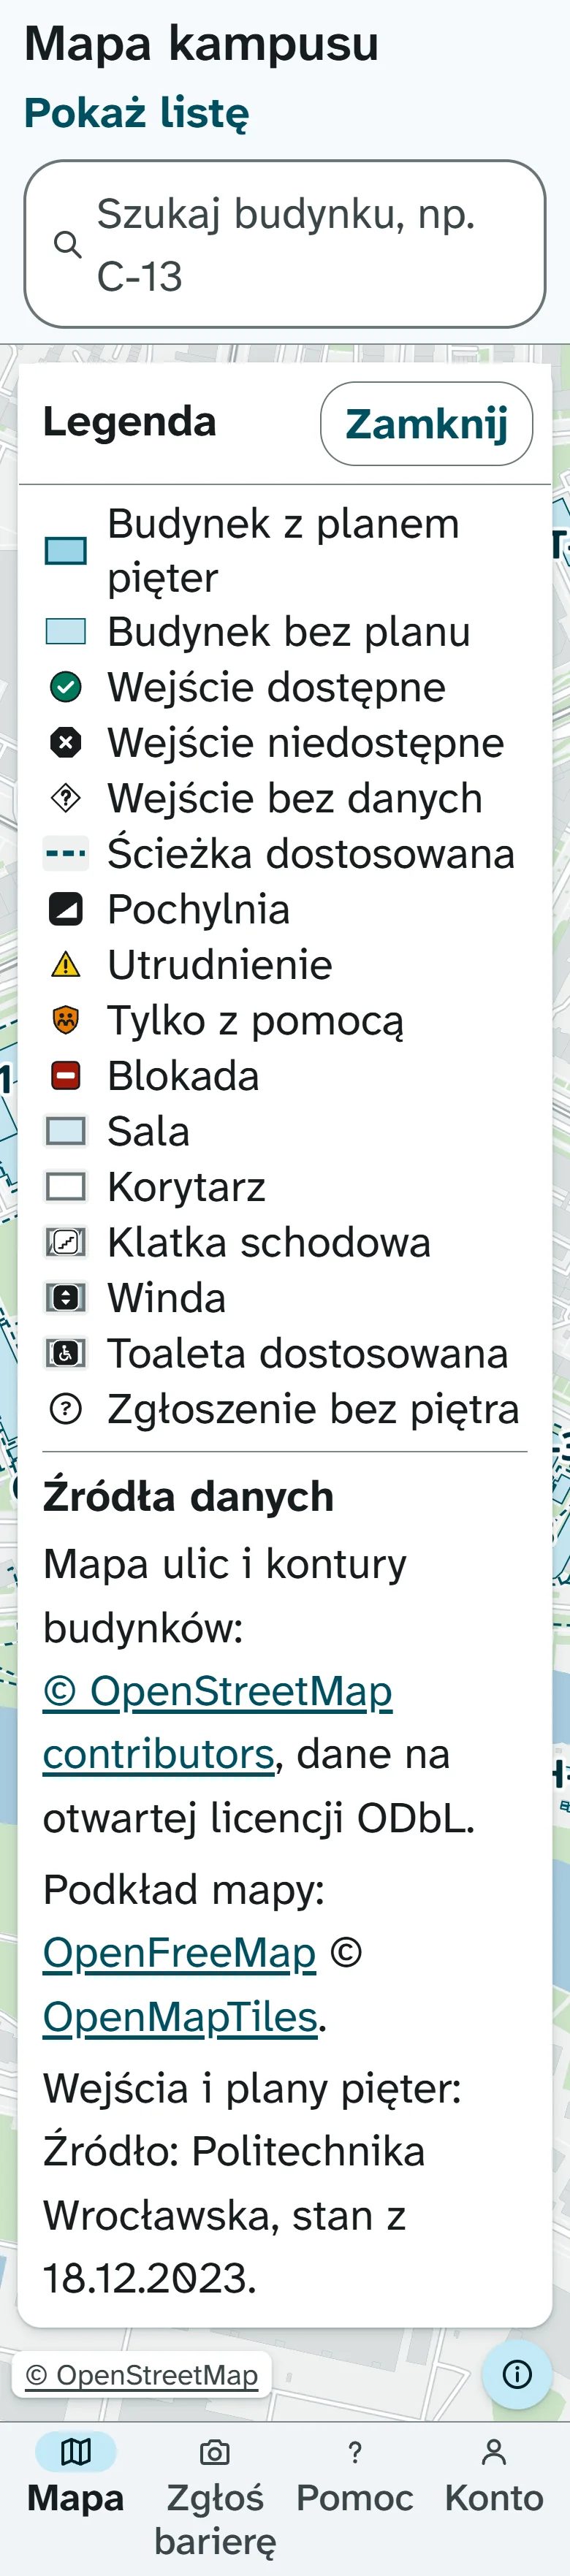 Mapa kampusu
Pokaż listę
Szukaj budynku, np.
C-13
Legenda
Zamknij
Budynek z planem
pięter
Budynek bez planu
Wejście dostępne
Wejście niedostępne
Wejście bez danych
Ścieżka dostosowana
Pochylnia
Utrudnienie
Tylko z pomocą
Blokada
Sala
Korytarz
Klatka schodowa
Winda
Toaleta dostosowana
Zgłoszenie bez piętra
Źródła danych
Mapa ulic i kontury
budynków:
© OpenStreetMap
contributors, dane na
otwartej licencji ODbL.
Podkład mapy:
OpenFreeMap ©
OpenMapTiles.
Wejścia i plany pięter:
Źródło: Politechnika
Wrocławska, stan z
18.12.2023.
© OpenStreetMap
Mapa
Zgłoś
barierę
Pomoc
Konto